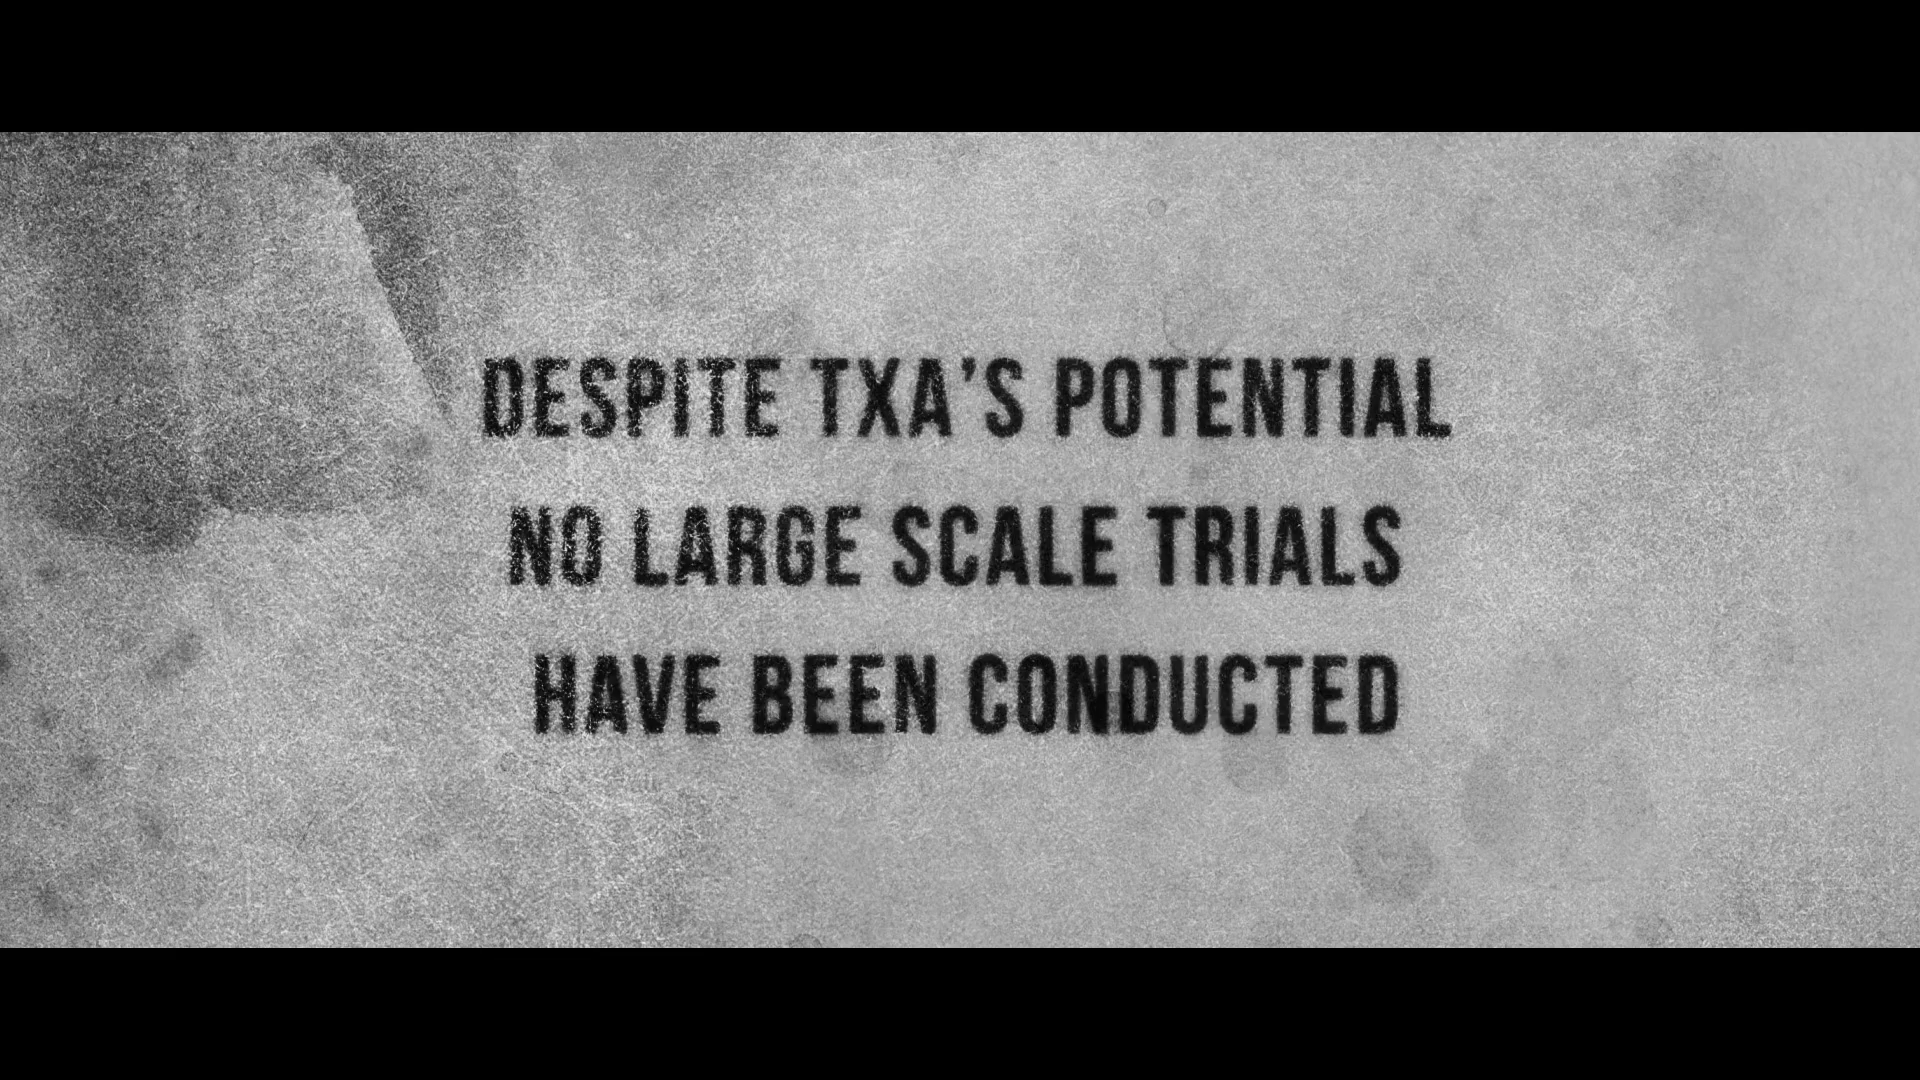 DESPITE TXA’S POTENTIAL
NO LARGE SCALE TRIALS
HAVE BEEN CONDUCTED